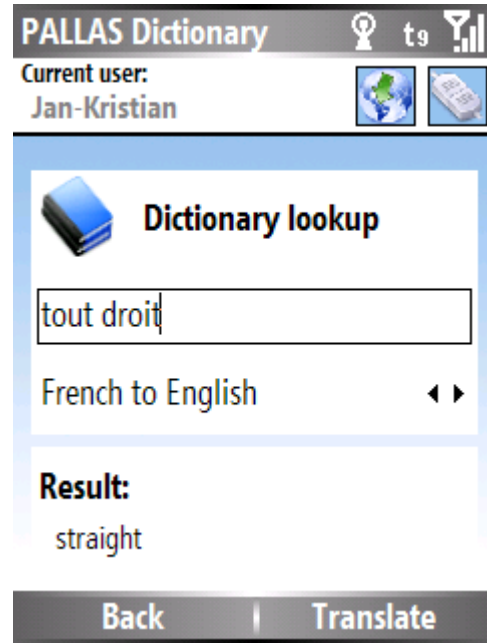 PALLAS Dictionary t9
Current user:
Jan-Kristian
Dictionary lookup
tout droit
French to English
Result:
straight
Back Translate